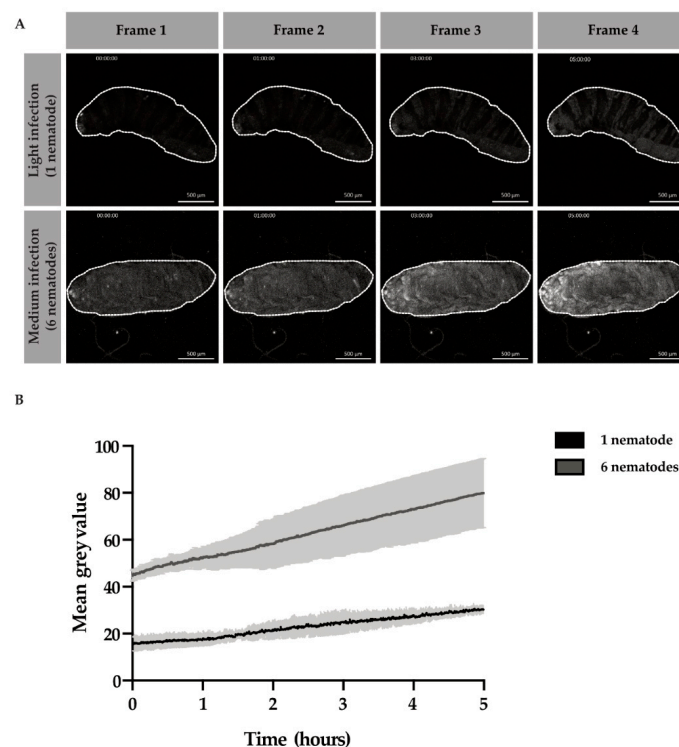 A
Frame 1
Frame 2
Frame 3
Frame 4
Light infection
(1 nematode)
00:00:00
01:00:00
03:00:00
05:00:00
500 µm
500 µm
500 µm
500 µm
Medium infection
(6 nematodes)
00:00:00
01:00:00
03:00:00
05:00:00
500 µm
500 µm
500 µm
500 µm
B
1 nematode
6 nematodes
Mean grey value
100
80
60
40
20
0
0
1
2
3
4
5
Time (hours)